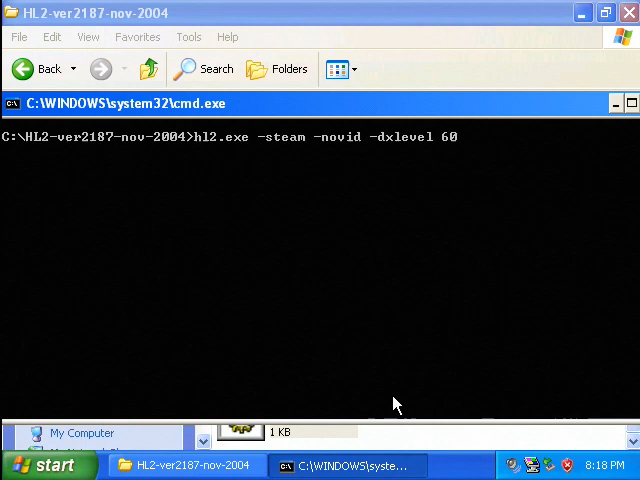 HL2-ver2187-nov-2004
File Edit View Favorites Tools Help
Back Search Folders
C:\WINDOWS\system32\cmd.exe
C:\HL2-ver2187-nov-2004>hl2.exe -steam -novid -dxlevel 60
My Computer
1 KB
start HL2-ver2187-nov-2004 C:\WINDOWS\syste... 8:18 PM